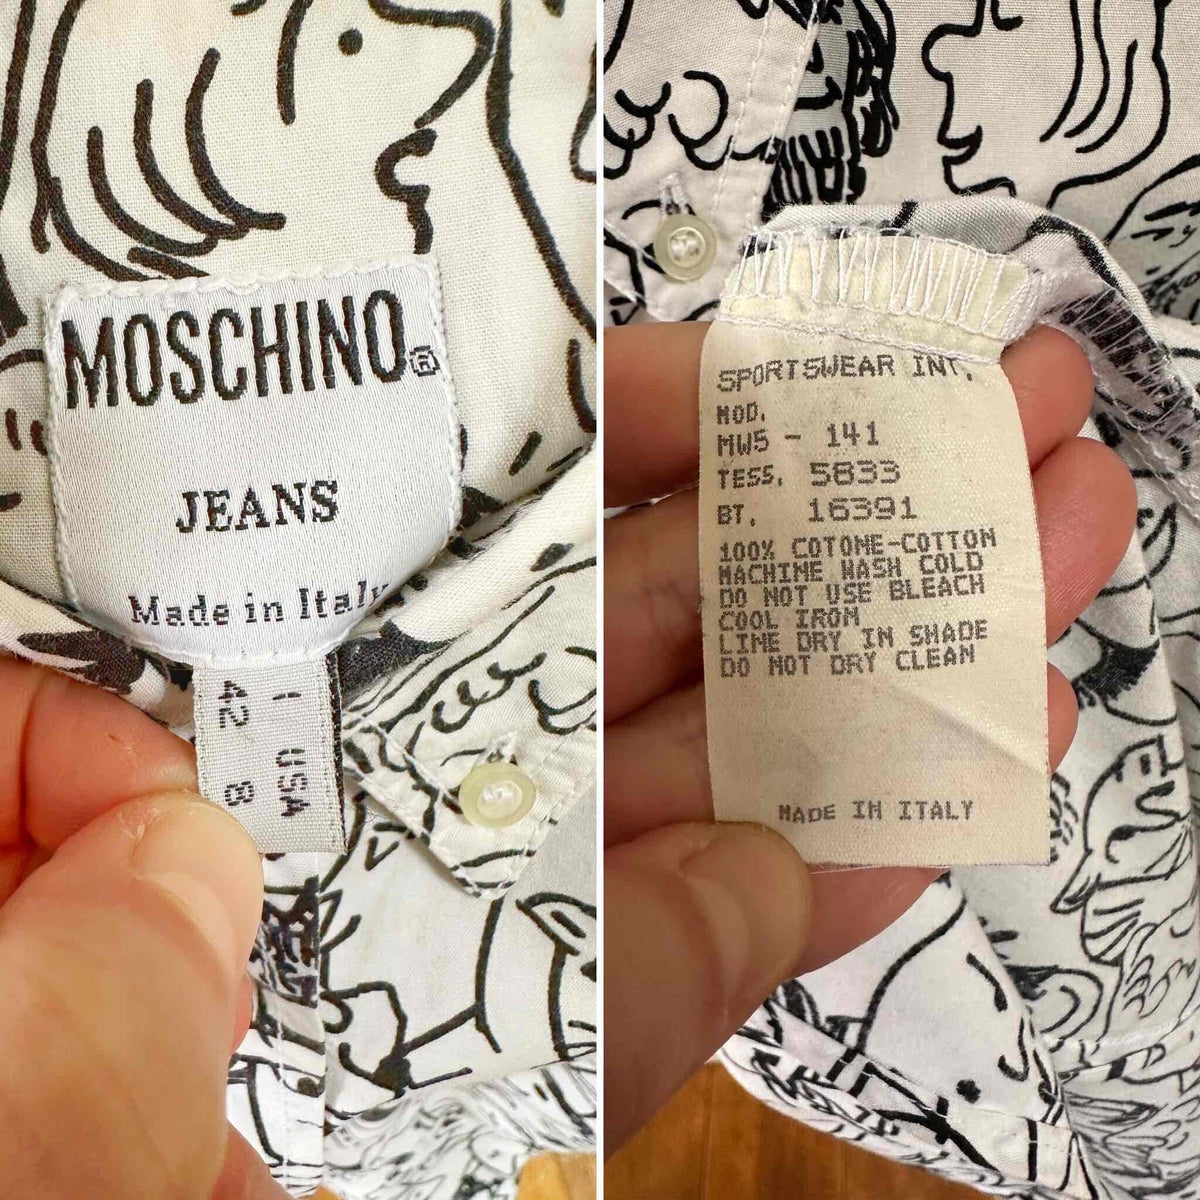 MOSCHINO®
JEANS
Made in Italy
I USA
42 8
SPORTSWEAR INT.
MOD.
MW5 - 141
TESS. 5833
BT. 16391
100% COTONE-COTTON
MACHINE WASH COLD
DO NOT USE BLEACH
COOL IRON
LINE DRY IN SHADE
DO NOT DRY CLEAN
MADE IN ITALY